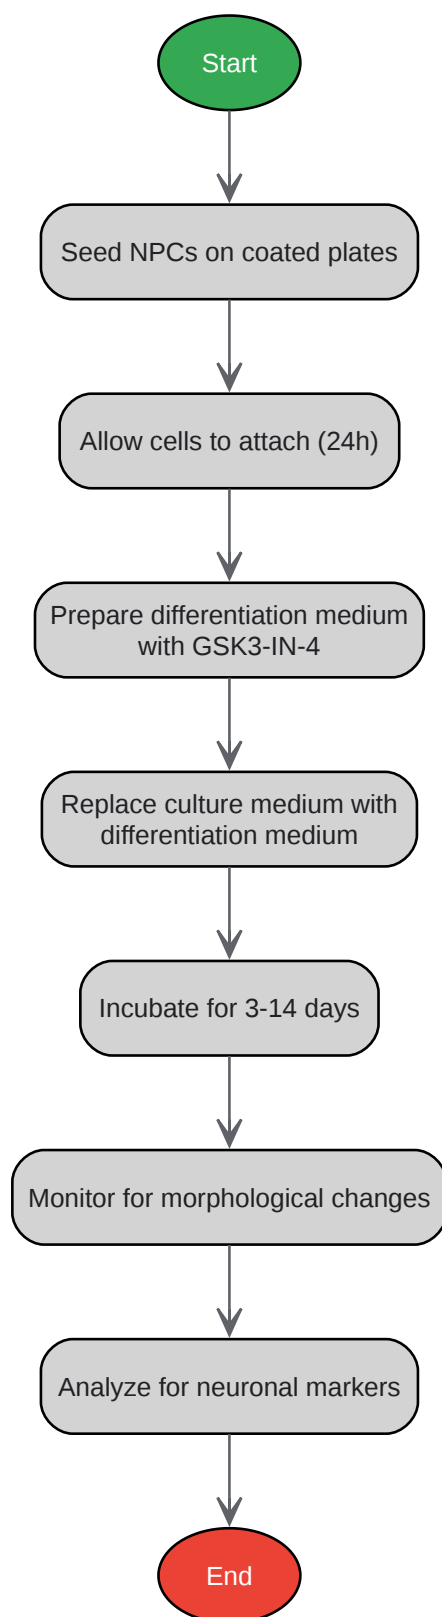 Start
Seed NPCs on coated plates
Allow cells to attach (24h)
Prepare differentiation medium
with GSK3-IN-4
Replace culture medium with
differentiation medium
Incubate for 3-14 days
Monitor for morphological changes
Analyze for neuronal markers
End